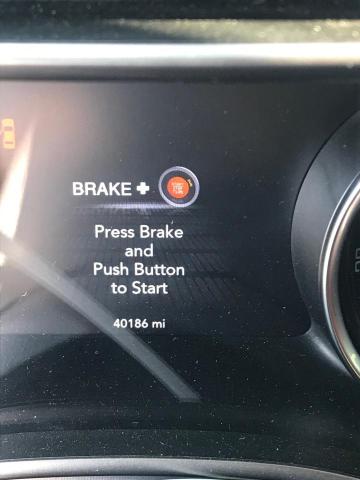 BRAKE +
Press Brake
and
Push Button
to Start
40186 mi